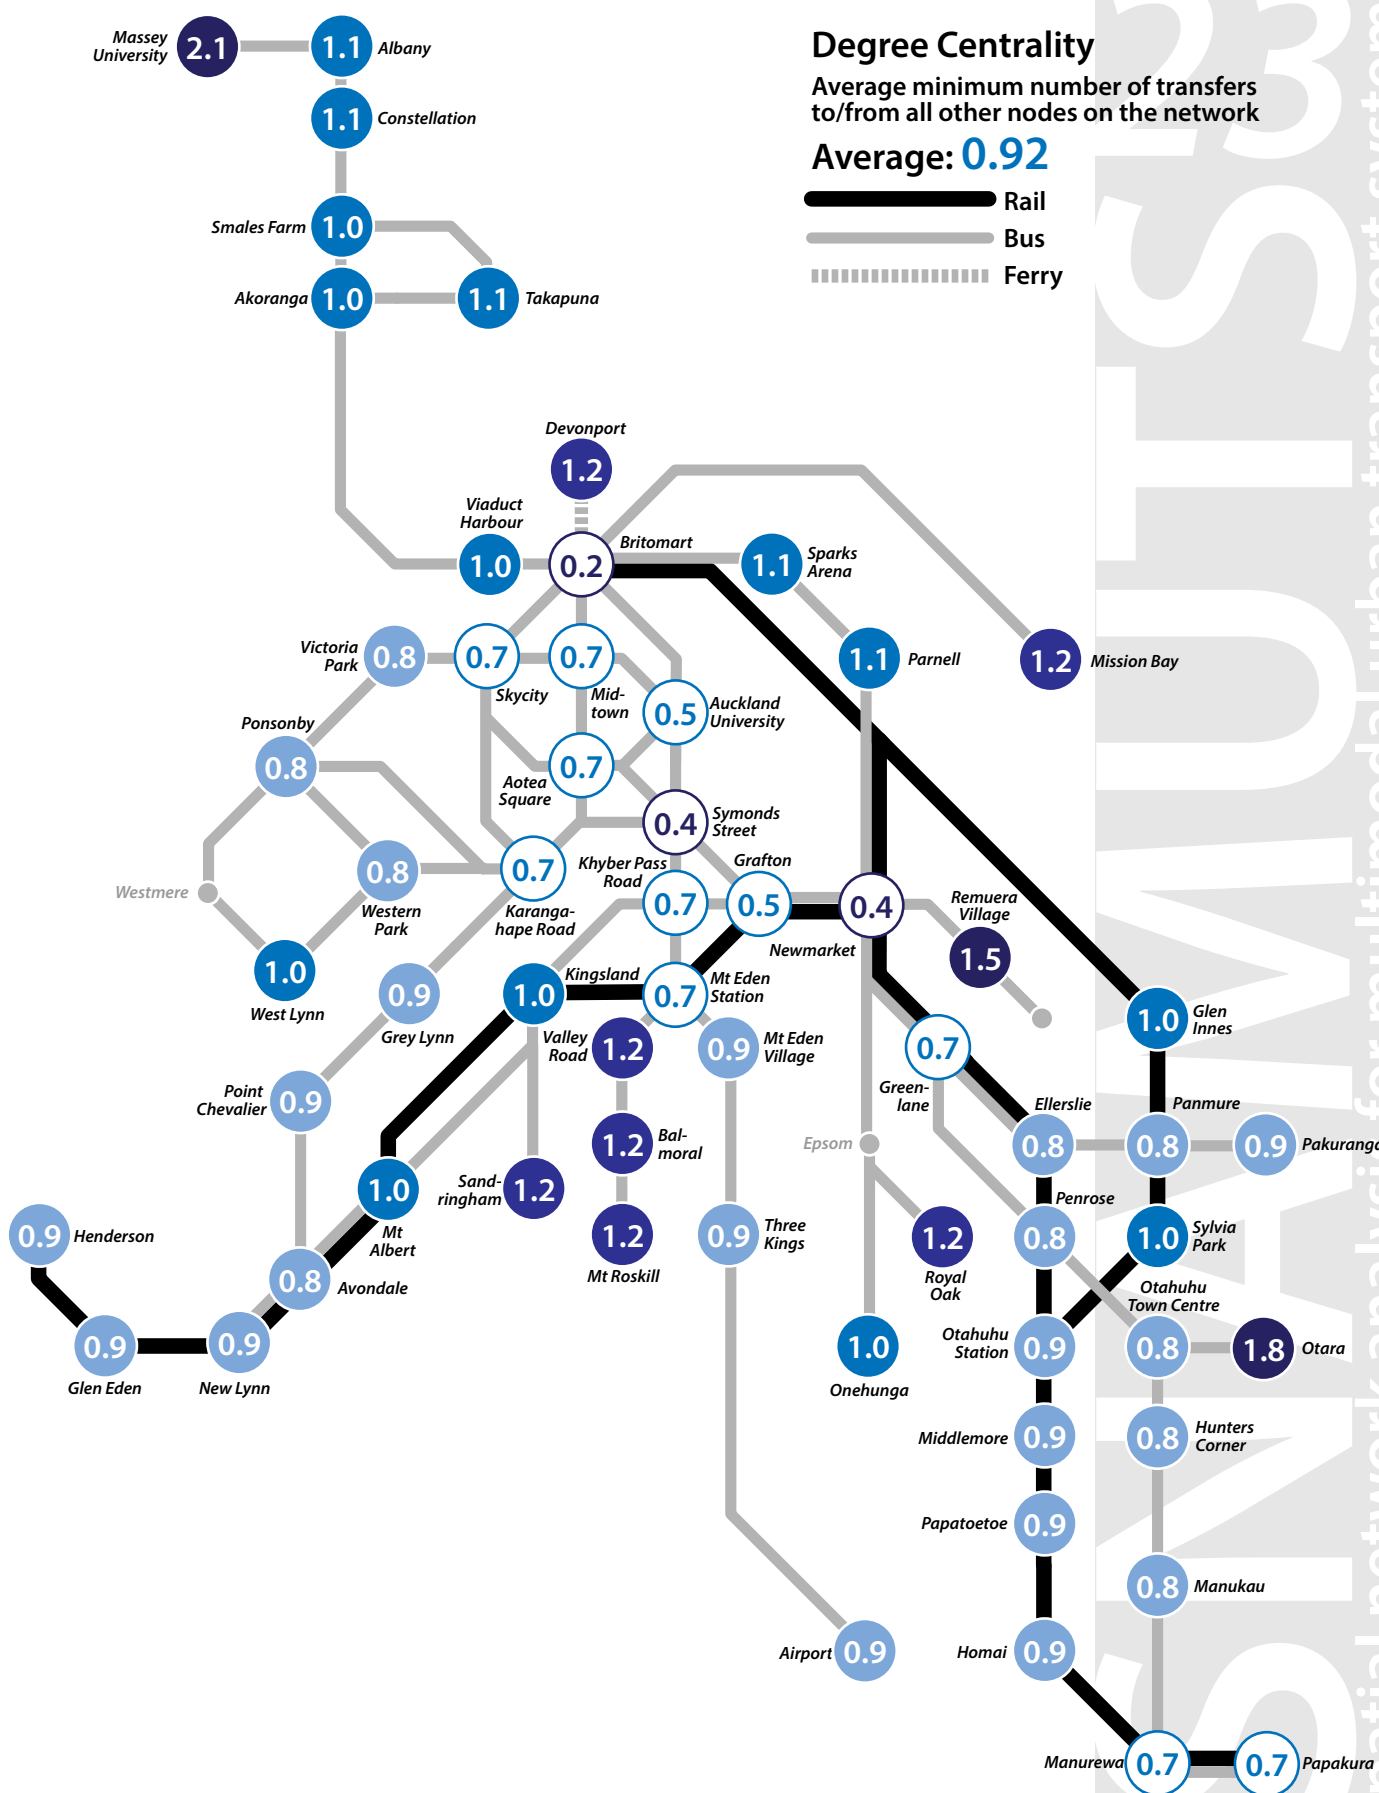 Degree Centrality
Average minimum number of transfers
to/from all other nodes on the network
Average: 0.92
Rail
Bus
Ferry
Massey
University
2.1
1.1
Albany
1.1
Constellation
Smales Farm
1.0
Akoranga
1.0
1.1
Takapuna
Devonport
1.2
Viaduct
Harbour
1.0
0.2
Britomart
1.1
Sparks
Arena
Victoria
Park
0.8
0.7
Skycity
0.7
Mid-
town
1.1
Parnell
1.2
Mission Bay
0.5
Auckland
University
Ponsonby
0.8
0.7
Aotea
Square
0.4
Symonds
Street
Westmere
0.8
Western
Park
0.7
Karanga-
hape Road
Khyber Pass
Road
0.7
Grafton
0.5
0.4
Newmarket
Remuera
Village
1.5
1.0
West Lynn
0.9
Grey Lynn
1.0
Kingsland
0.7
Mt Eden
Station
1.0
Glen
Innes
Valley
Road
1.2
0.9
Mt Eden
Village
0.7
Green-
lane
Point
Chevalier
0.9
Ellerslie
0.8
Panmure
0.8
0.9
Pakuranga
1.2
Bal-
moral
Epsom
1.0
Mt
Albert
Sand-
ringham
1.2
0.9
Henderson
1.2
Mt Roskill
0.9
Three
Kings
1.2
Royal
Oak
Penrose
0.8
1.0
Sylvia
Park
0.8
Avondale
0.9
Glen Eden
0.9
New Lynn
1.0
Onehunga
Otahuhu
Station
0.9
Otahuhu
Town Centre
0.8
1.8
Otara
Middlemore
0.9
0.8
Hunters
Corner
Papatoetoe
0.9
0.8
Manukau
Airport
0.9
Homai
0.9
Manurewa
0.7
0.7
Papakura
SNAMUTS 23
spatial network analysis for multimodal urban transport systems